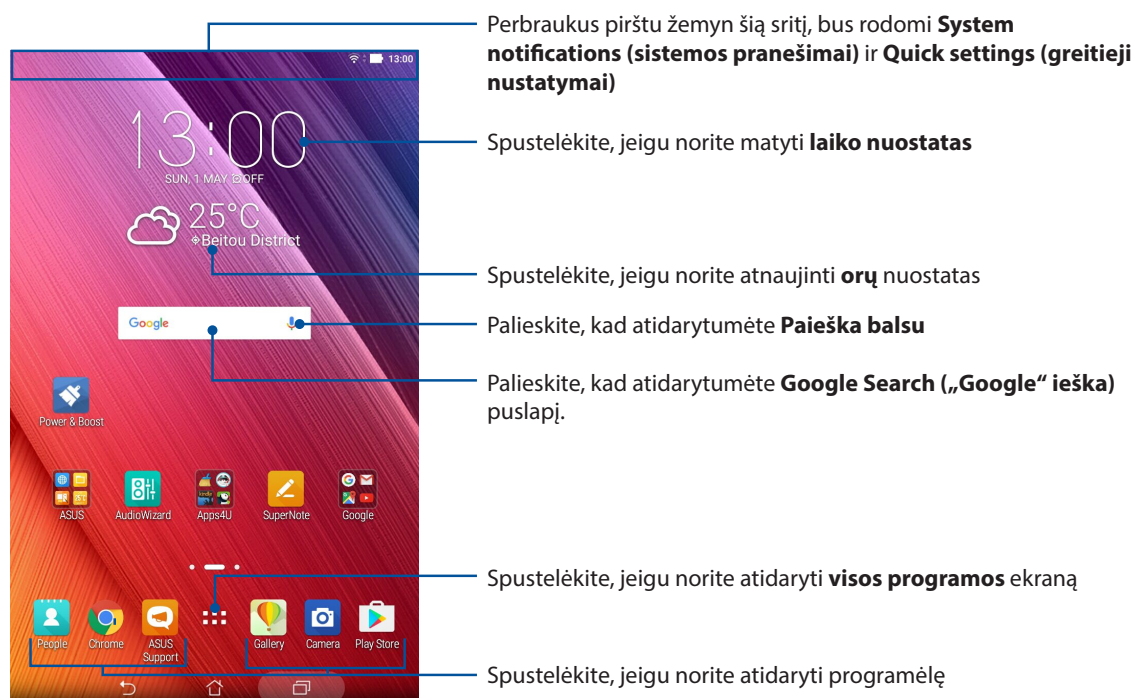 Perbraukus pirštu žemyn šią sritį, bus rodomi System
notifications (sistemos pranešimai) ir Quick settings (greitieji
nustatymai)
13:00
13:00
SUN, 1 MAY OFF
Spustelėkite, jeigu norite matyti laiko nuostatas
25°C
Beitou District
Spustelėkite, jeigu norite atnaujinti orų nuostatas
Google
Palieskite, kad atidarytumėte Paieška balsu
Palieskite, kad atidarytumėte Google Search („Google“ ieška)
puslapį.
Power & Boost
ASUS
AudioWizard
Apps4U
SuperNote
Google
Spustelėkite, jeigu norite atidaryti visos programos ekraną
People
Chrome
ASUS
Support
Gallery
Camera
Play Store
Spustelėkite, jeigu norite atidaryti programėlę